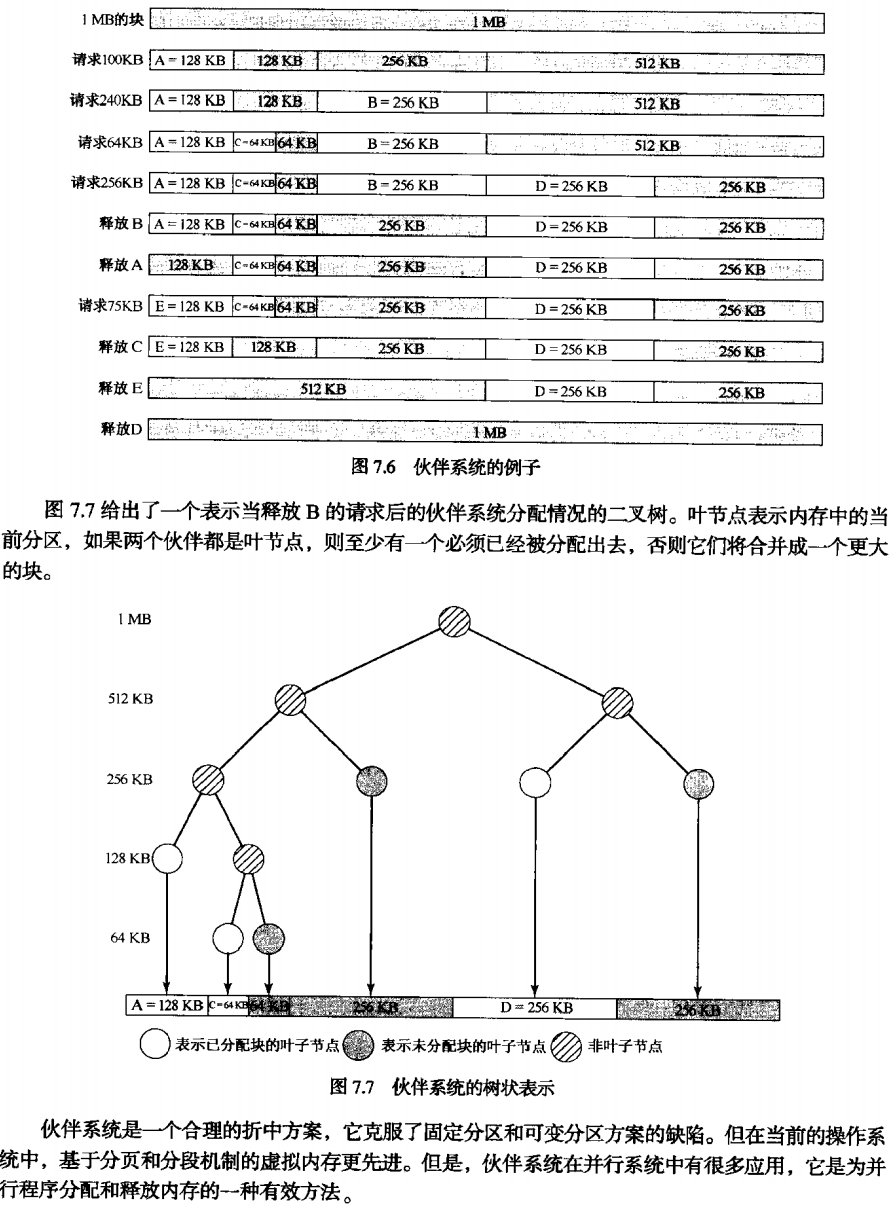 1 MB的块 1 MB
请求100KB A = 128 KB 128 KB 256 KB 512 KB
请求240KB A = 128 KB 128 KB B = 256 KB 512 KB
请求64KB A = 128 KB C=64 KB 64 KB B = 256 KB 512 KB
请求256KB A = 128 KB C=64 KB 64 KB B = 256 KB D = 256 KB 256 KB
释放 B A = 128 KB C=64 KB 64 KB 256 KB D = 256 KB 256 KB
释放 A 128 KB C=64 KB 64 KB 256 KB D = 256 KB 256 KB
请求75KB E = 128 KB C=64 KB 64 KB 256 KB D = 256 KB 256 KB
释放 C E = 128 KB 128 KB 256 KB D = 256 KB 256 KB
释放 E 512 KB D = 256 KB 256 KB
释放D 1 MB
图 7.6 伙伴系统的例子
图 7.7 给出了一个表示当释放 B 的请求后的伙伴系统分配情况的二叉树。叶节点表示内存中的当
前分区，如果两个伙伴都是叶节点，则至少有一个必须已经被分配出去，否则它们将合并成一个更大
的块。
1 MB
512 KB
256 KB
128 KB
64 KB
A = 128 KB C=64 KB 64 KB 256 KB D = 256 KB 256 KB
表示已分配块的叶子节点 表示未分配块的叶子节点 非叶子节点
图 7.7 伙伴系统的树状表示
伙伴系统是一个合理的折中方案，它克服了固定分区和可变分区方案的缺陷。但在当前的操作系
统中，基于分页和分段机制的虚拟内存更先进。但是，伙伴系统在并行系统中有很多应用，它是为并
行程序分配和释放内存的一种有效方法。